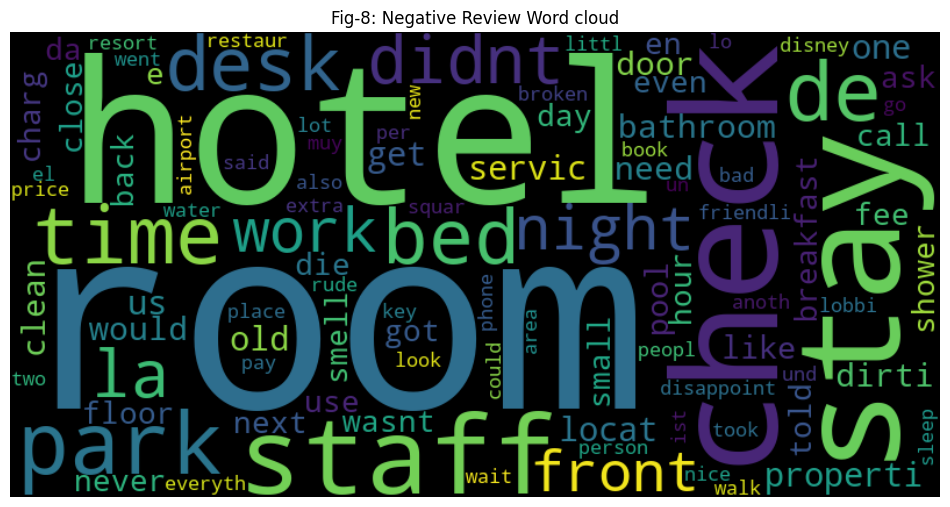 Fig-8: Negative Review Word cloud
da resort went restaur e desk didnt littl en door lo disney one
charg close hotel new broken even check de ask go
back airport lot muy per get day bathroom call
el said servic book need un bad stay
price also water extra squar friendli breakfast fee
time work bed night
clean us die rude smell key phone area pool hour anoth lobbi shower
would room place old got small peopl like
la pay look could disappoint und dirti
two floor use next wasnt locat ist took told sleep
park staff person front nice properti
never everyth wait walk